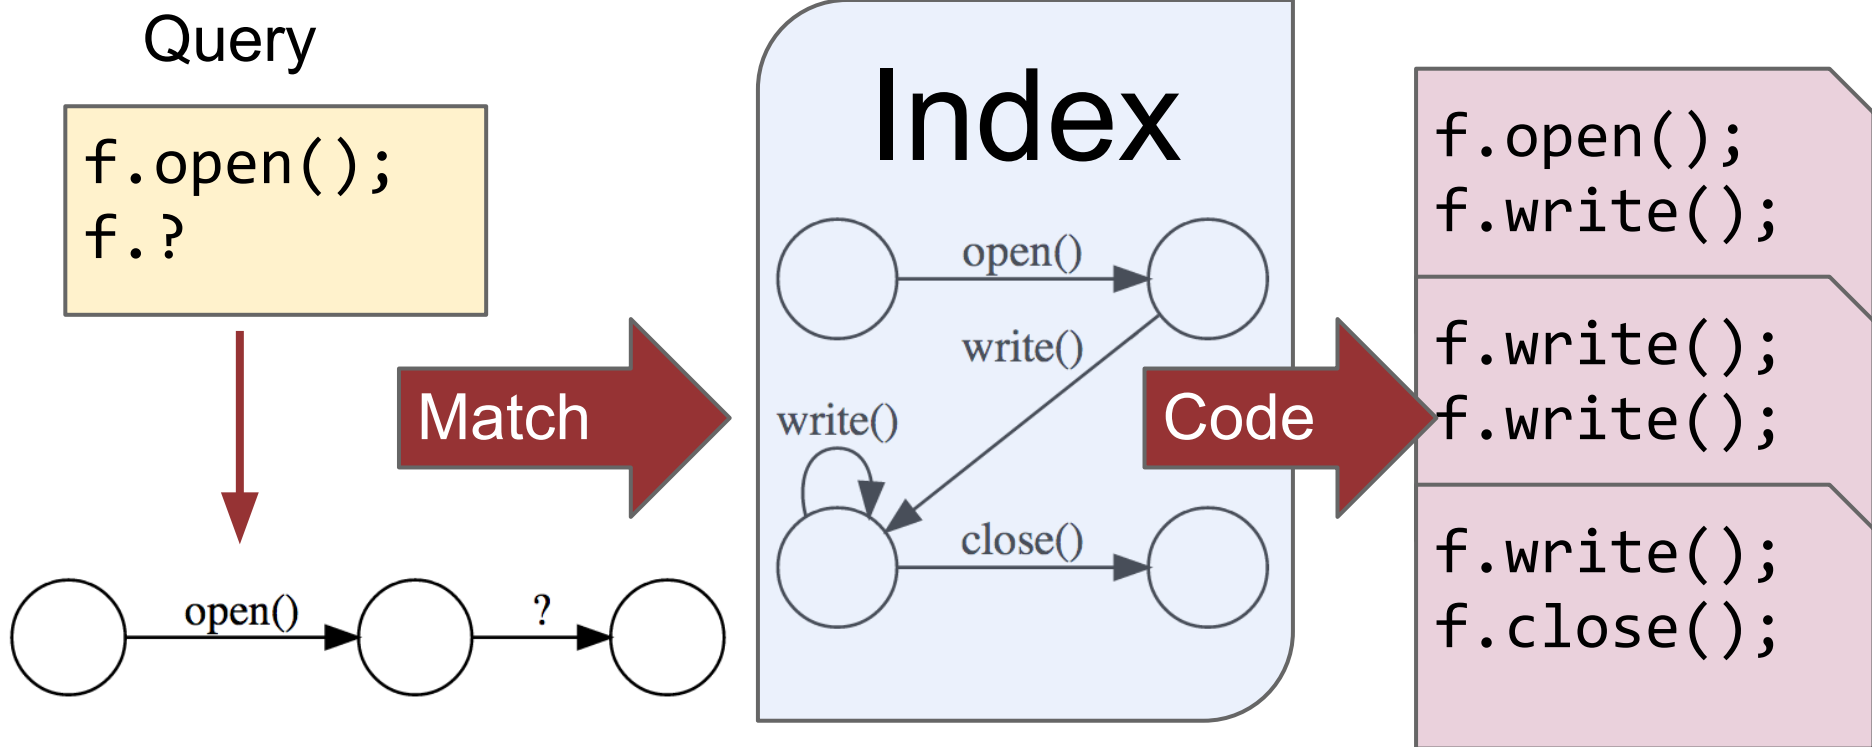 Query
f.open();
f.?
open()
?
Match
Index
open()
write()
write()
close()
Code
f.open();
f.write();
f.write();
f.write();
f.write();
f.close();